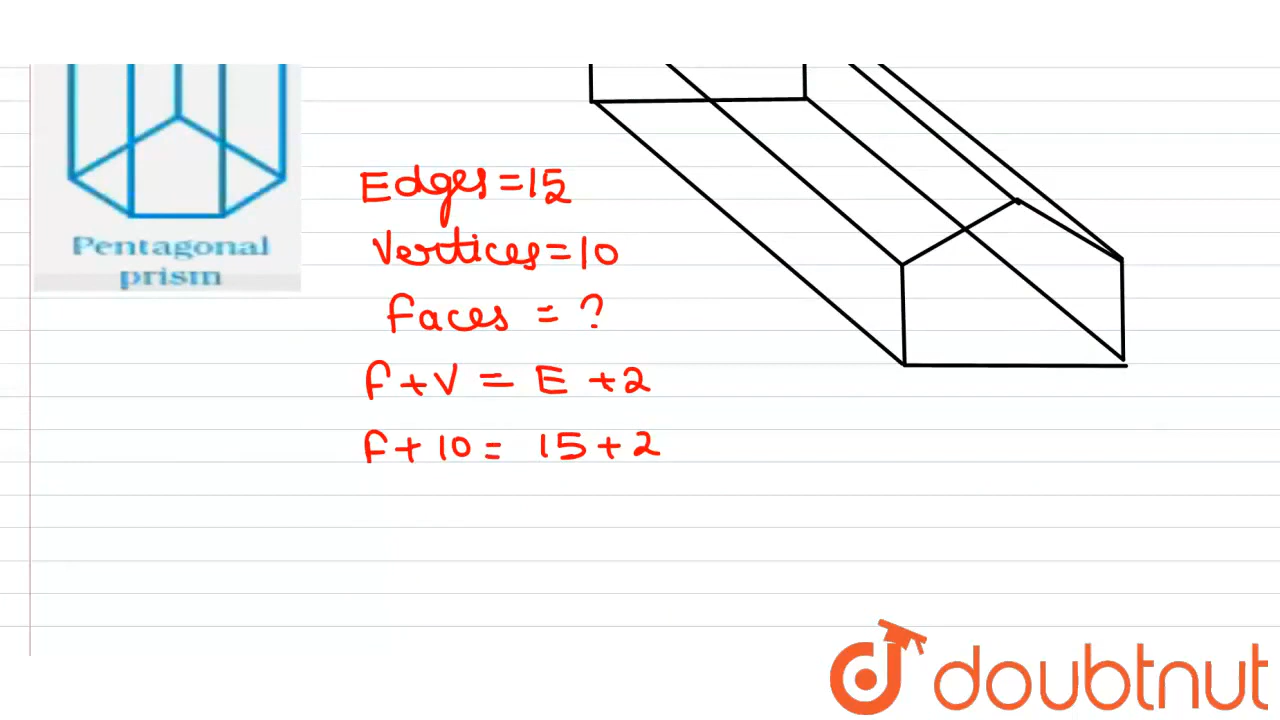 Edges = 15
Vertices = 10
Pentagonal
prism
faces = ?
F + V = E + 2
F + 10 = 15 + 2
doubtnut